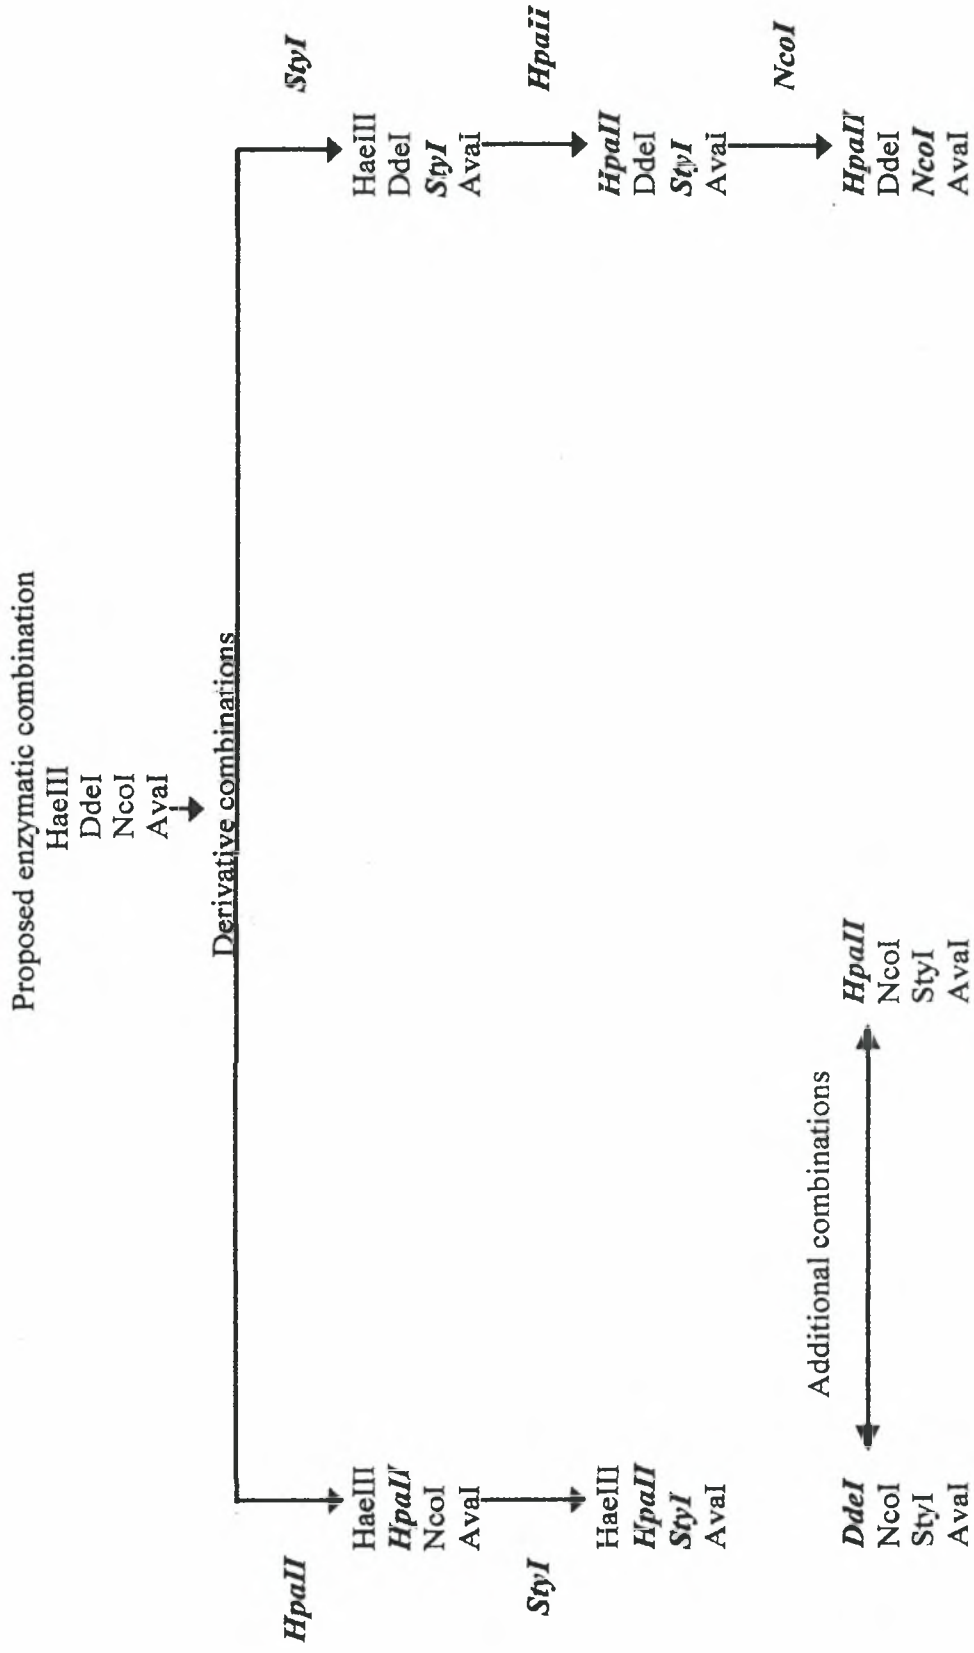 Proposed enzymatic combination
HaeIII
DdeI
NcoI
AvaI
Derivative combinations
HpaII
HaeIII
HpaII
NcoI
AvaI
StyI
HaeIII
HpaII
StyI
AvaI
StyI
HaeIII
DdeI
StyI
AvaI
Hpaii
HpaII
DdeI
StyI
AvaI
NcoI
HpaII
DdeI
NcoI
AvaI
Additional combinations
DdeI
NcoI
StyI
AvaI
HpaII
NcoI
StyI
AvaI